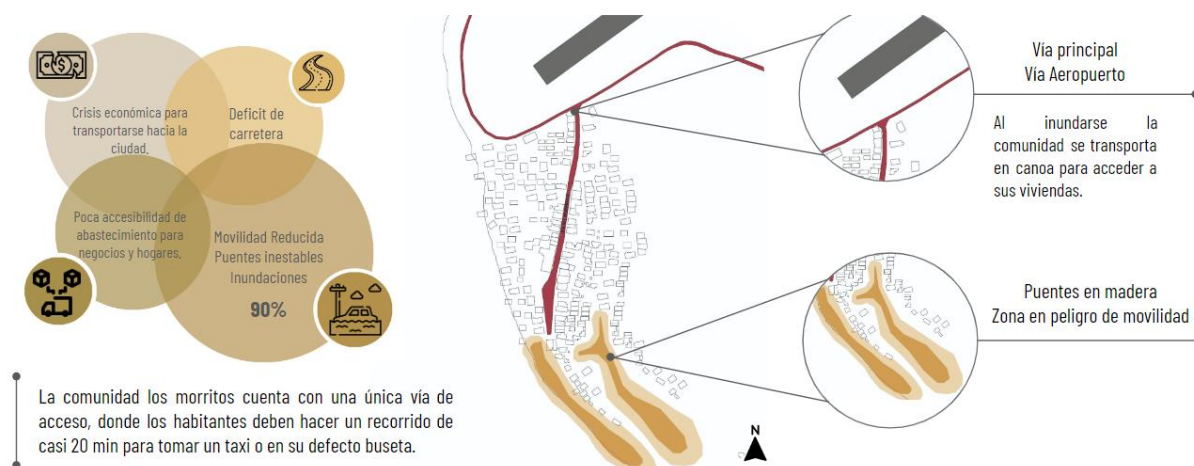 Crisis económica para
transportarse hacia la
ciudad.
Deficit de
carretera
Poca accesibilidad de
abastecimiento para
negocios y hogares.
Movilidad Reducida
Puentes inestables
Inundaciones
90%
La comunidad los morritos cuenta con una única vía de
acceso, donde los habitantes deben hacer un recorrido de
casi 20 min para tomar un taxi o en su defecto buseta.
N
Vía principal
Vía Aeropuerto
Al inundarse la
comunidad se transporta
en canoa para acceder a
sus viviendas.
Puentes en madera
Zona en peligro de movilidad